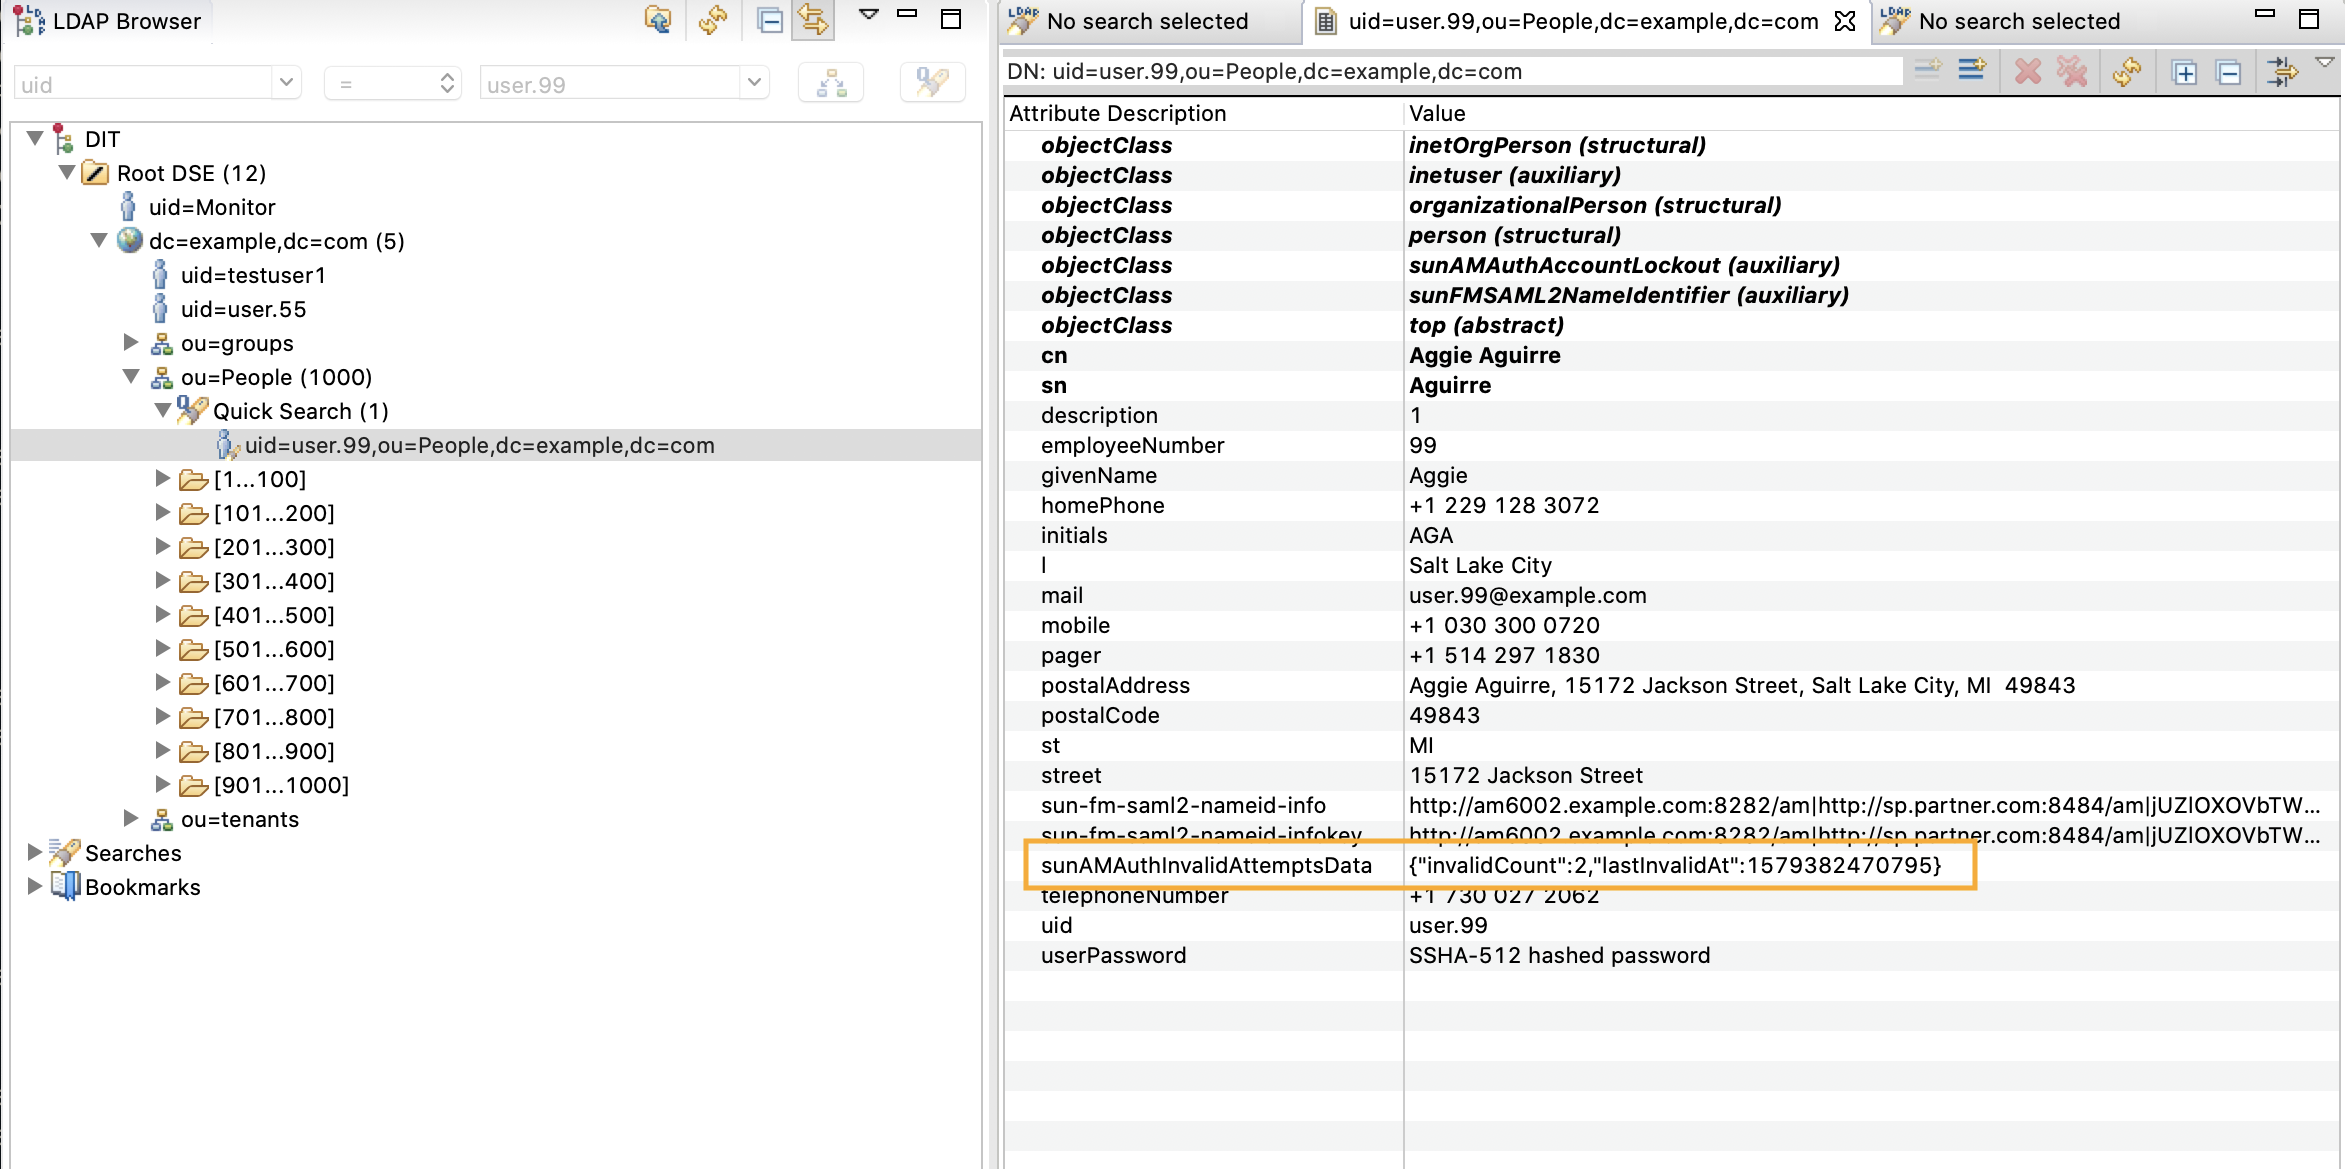 LDAP Browser
uid
=
user.99
DIT
Root DSE (12)
uid=Monitor
dc=example,dc=com (5)
uid=testuser1
uid=user.55
ou=groups
ou=People (1000)
Quick Search (1)
uid=user.99,ou=People,dc=example,dc=com
[1...100]
[101...200]
[201...300]
[301...400]
[401...500]
[501...600]
[601...700]
[701...800]
[801...900]
[901...1000]
ou=tenants
Searches
Bookmarks
LDAP No search selected
uid=user.99,ou=People,dc=example,dc=com
LDAP No search selected
DN: uid=user.99,ou=People,dc=example,dc=com
Attribute Description Value
objectClass inetOrgPerson (structural)
objectClass inetuser (auxiliary)
objectClass organizationalPerson (structural)
objectClass person (structural)
objectClass sunAMAuthAccountLockout (auxiliary)
objectClass sunFMSAML2NameIdentifier (auxiliary)
objectClass top (abstract)
cn Aggie Aguirre
sn Aguirre
description 1
employeeNumber 99
givenName Aggie
homePhone +1 229 128 3072
initials AGA
l Salt Lake City
mail user.99@example.com
mobile +1 030 300 0720
pager +1 514 297 1830
postalAddress Aggie Aguirre, 15172 Jackson Street, Salt Lake City, MI  49843
postalCode 49843
st MI
street 15172 Jackson Street
sun-fm-saml2-nameid-info http://am6002.example.com:8282/am|http://sp.partner.com:8484/am|jUZIOXOVbTW...
sun-fm-saml2-nameid-infokey http://am6002.example.com:8282/am|http://sp.partner.com:8484/am|jUZIOXOVbTW...
sunAMAuthInvalidAttemptsData {"invalidCount":2,"lastInvalidAt":1579382470795}
telephoneNumber +1 730 027 2062
uid user.99
userPassword SSHA-512 hashed password